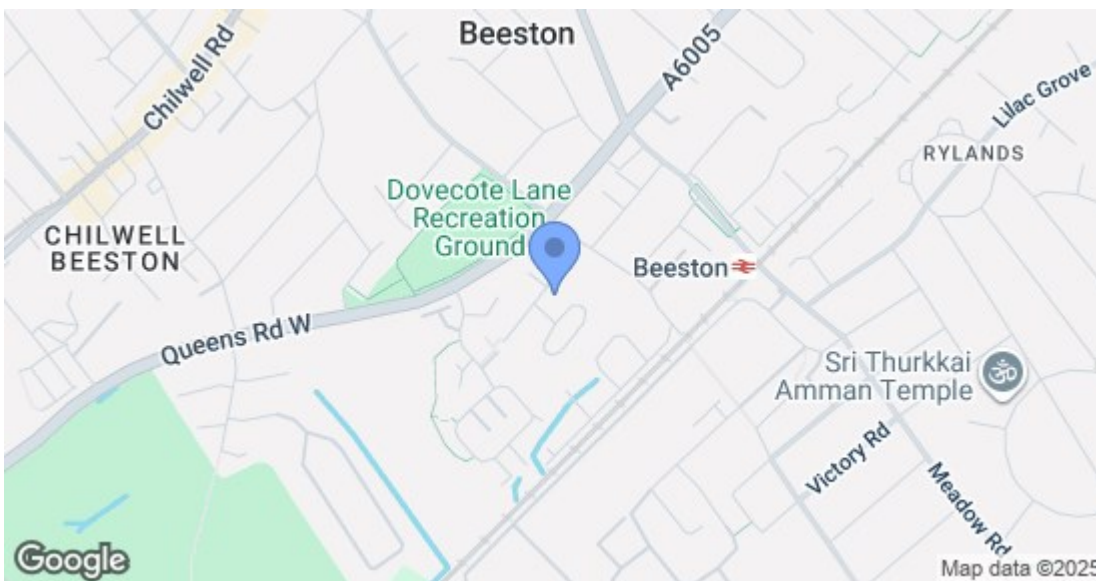 Beeston
Chilwell Rd
A6005
Lilac Grove
RYLANDS
Dovecote Lane
Recreation
Ground
CHILWELL
BEESTON
Beeston
Queens Rd W
Sri Thurkkai
Amman Temple
ॐ
Victory Rd
Meadow Rd
Google
Map data ©2025